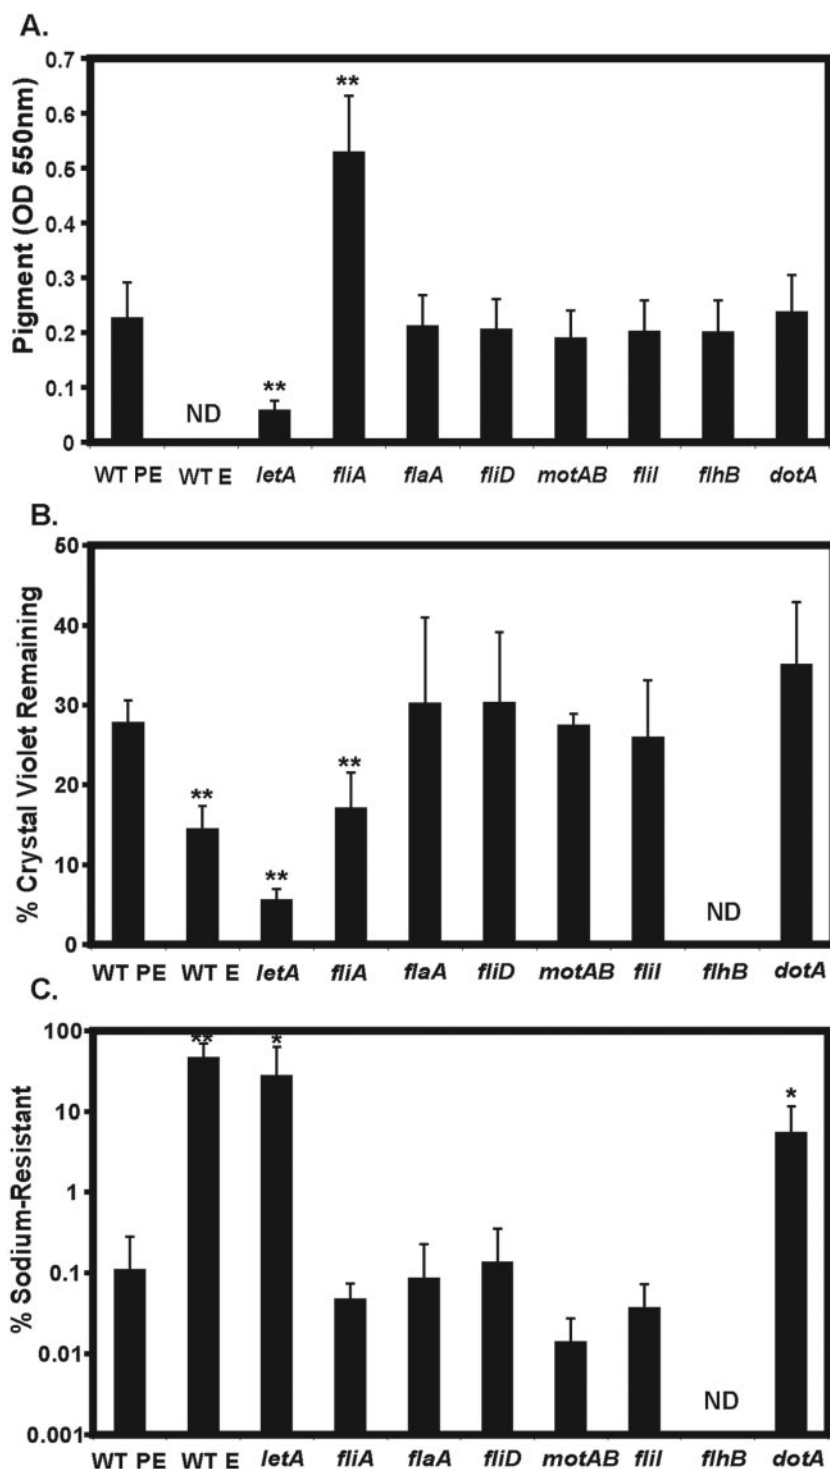 A.
Pigment (OD 550nm)
0.7
0.6
0.5
0.4
0.3
0.2
0.1
0
**
ND
**
WT PE WT E letA fliA flaA fliD motAB fliI flhB dotA
B.
% Crystal Violet Remaining
50
40
30
20
10
0
**
**
**
ND
WT PE WT E letA fliA flaA fliD motAB fliI flhB dotA
C.
% Sodium-Resistant
100
10
1
0.1
0.01
0.001
**
*
*
ND
WT PE WT E letA fliA flaA fliD motAB fliI flhB dotA